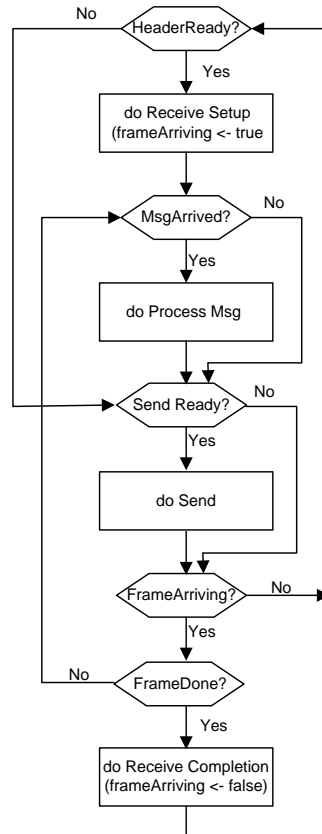 HeaderReady?
No
Yes
do Receive Setup
(frameArriving <- true
MsgArrived?
No
Yes
do Process Msg
Send Ready?
No
Yes
do Send
FrameArriving?
No
Yes
No
FrameDone?
Yes
do Receive Completion
(frameArriving <- false)